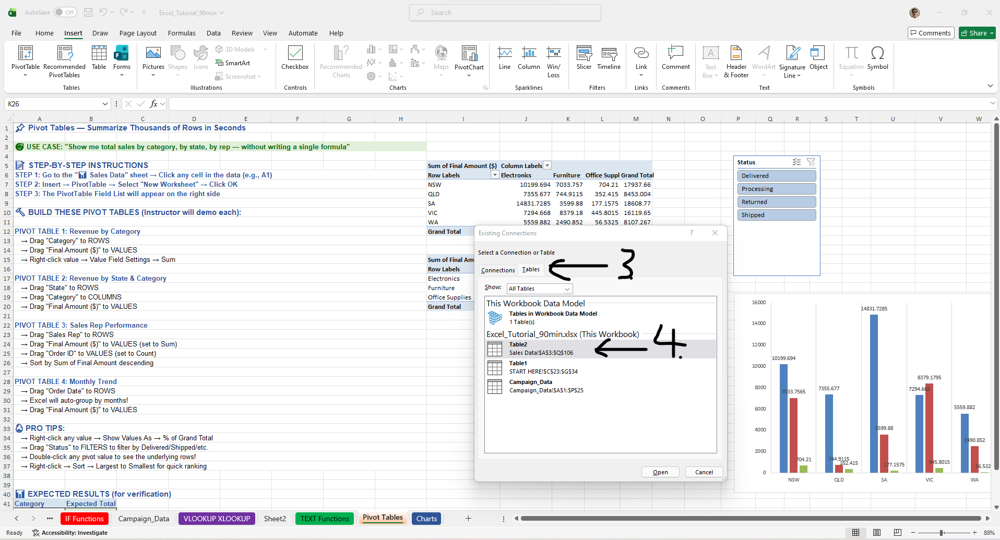 AutoSave Off Excel_Tutorial_90min Search
File Home Insert Draw Page Layout Formulas Data Review View Automate Help Comments Share
PivotTable Recommended PivotTables Table Forms Pictures Shapes Icons 3D Models SmartArt Screenshot Checkbox Recommended Charts Maps PivotChart Line Column Win/Loss Slicer Timeline Link Comment Text Box Header & Footer WordArt Signature Line Object Equation Symbol
Tables Illustrations Controls Charts Sparklines Filters Links Comments Text Symbols
K26 fx
A B C D E F G H I J K L M N O P Q R S T U V W
1 Pivot Tables — Summarize Thousands of Rows in Seconds
2
3 USE CASE: "Show me total sales by category, by state, by rep — without writing a single formula"
4
5 STEP-BY-STEP INSTRUCTIONS
6 STEP 1: Go to the "📊 Sales Data" sheet → Click any cell in the data (e.g., A1)
7 STEP 2: Insert → PivotTable → Select "New Worksheet" → Click OK
8 STEP 3: The PivotTable Field List will appear on the right side
9
10 BUILD THESE PIVOT TABLES (Instructor will demo each):
11
12 PIVOT TABLE 1: Revenue by Category
13 → Drag "Category" to ROWS
14 → Drag "Final Amount ($)" to VALUES
15 → Right-click value → Value Field Settings → Sum
16
17 PIVOT TABLE 2: Revenue by State & Category
18 → Drag "State" to ROWS
19 → Drag "Category" to COLUMNS
20 → Drag "Final Amount ($)" to VALUES
21
22 PIVOT TABLE 3: Sales Rep Performance
23 → Drag "Sales Rep" to ROWS
24 → Drag "Final Amount ($)" to VALUES (set to Sum)
25 → Drag "Order ID" to VALUES (set to Count)
26 → Sort by Sum of Final Amount descending
27
28 PIVOT TABLE 4: Monthly Trend
29 → Drag "Order Date" to ROWS
30 → Excel will auto-group by months!
31 → Drag "Final Amount ($)" to VALUES
32
33 PRO TIPS:
34 → Right-click any value → Show Values As → % of Grand Total
35 → Drag "Status" to FILTERS to filter by Delivered/Shipped/etc.
36 → Double-click any pivot value to see the underlying rows!
37 → Right-click → Sort → Largest to Smallest for quick ranking
38
39
40 EXPECTED RESULTS (for verification)
41 Category Expected Total
Sum of Final Amount ($) Column Labels
Row Labels Electronics Furniture Office Suppl Grand Total
NSW 10199.694 7033.757 704.21 17937.66
QLD 7355.677 744.9115 352.415 8453.004
SA 14831.7285 3599.88 177.1575 18608.77
VIC 7294.668 8379.18 445.8015 16119.65
WA 5559.882 2490.852 56.5325 8107.267
Grand Total
Sum of Final Am
Row Labels
Electronics
Furniture
Office Supplies
Grand Total
Existing Connections ?
Select a Connection or Table
Connections Tables
3
Show: All Tables
This Workbook Data Model
Tables in Workbook Data Model
1 Table(s)
Excel_Tutorial_90min.xlsx (This Workbook)
4.
Table2
Sales Data!$A$3:$Q$106
Table1
START HERE!$C$23:$G$34
Campaign_Data
Campaign_Data!$A$1:$P$25
Open Cancel
Status
Delivered
Processing
Returned
Shipped
16000
14000
12000
10000
8000
6000
4000
2000
0
10199.694 7033.7565 704.21
7355.677 744.9115 352.415
14831.7285 3599.88 177.1575
7294.668 8379.1795 445.8015
5559.882 2490.852 56.532
NSW QLD SA VIC WA
IF Functions Campaign_Data VLOOKUP XLOOKUP Sheet2 TEXT Functions Pivot Tables Charts
Ready Accessibility: Investigate 88%